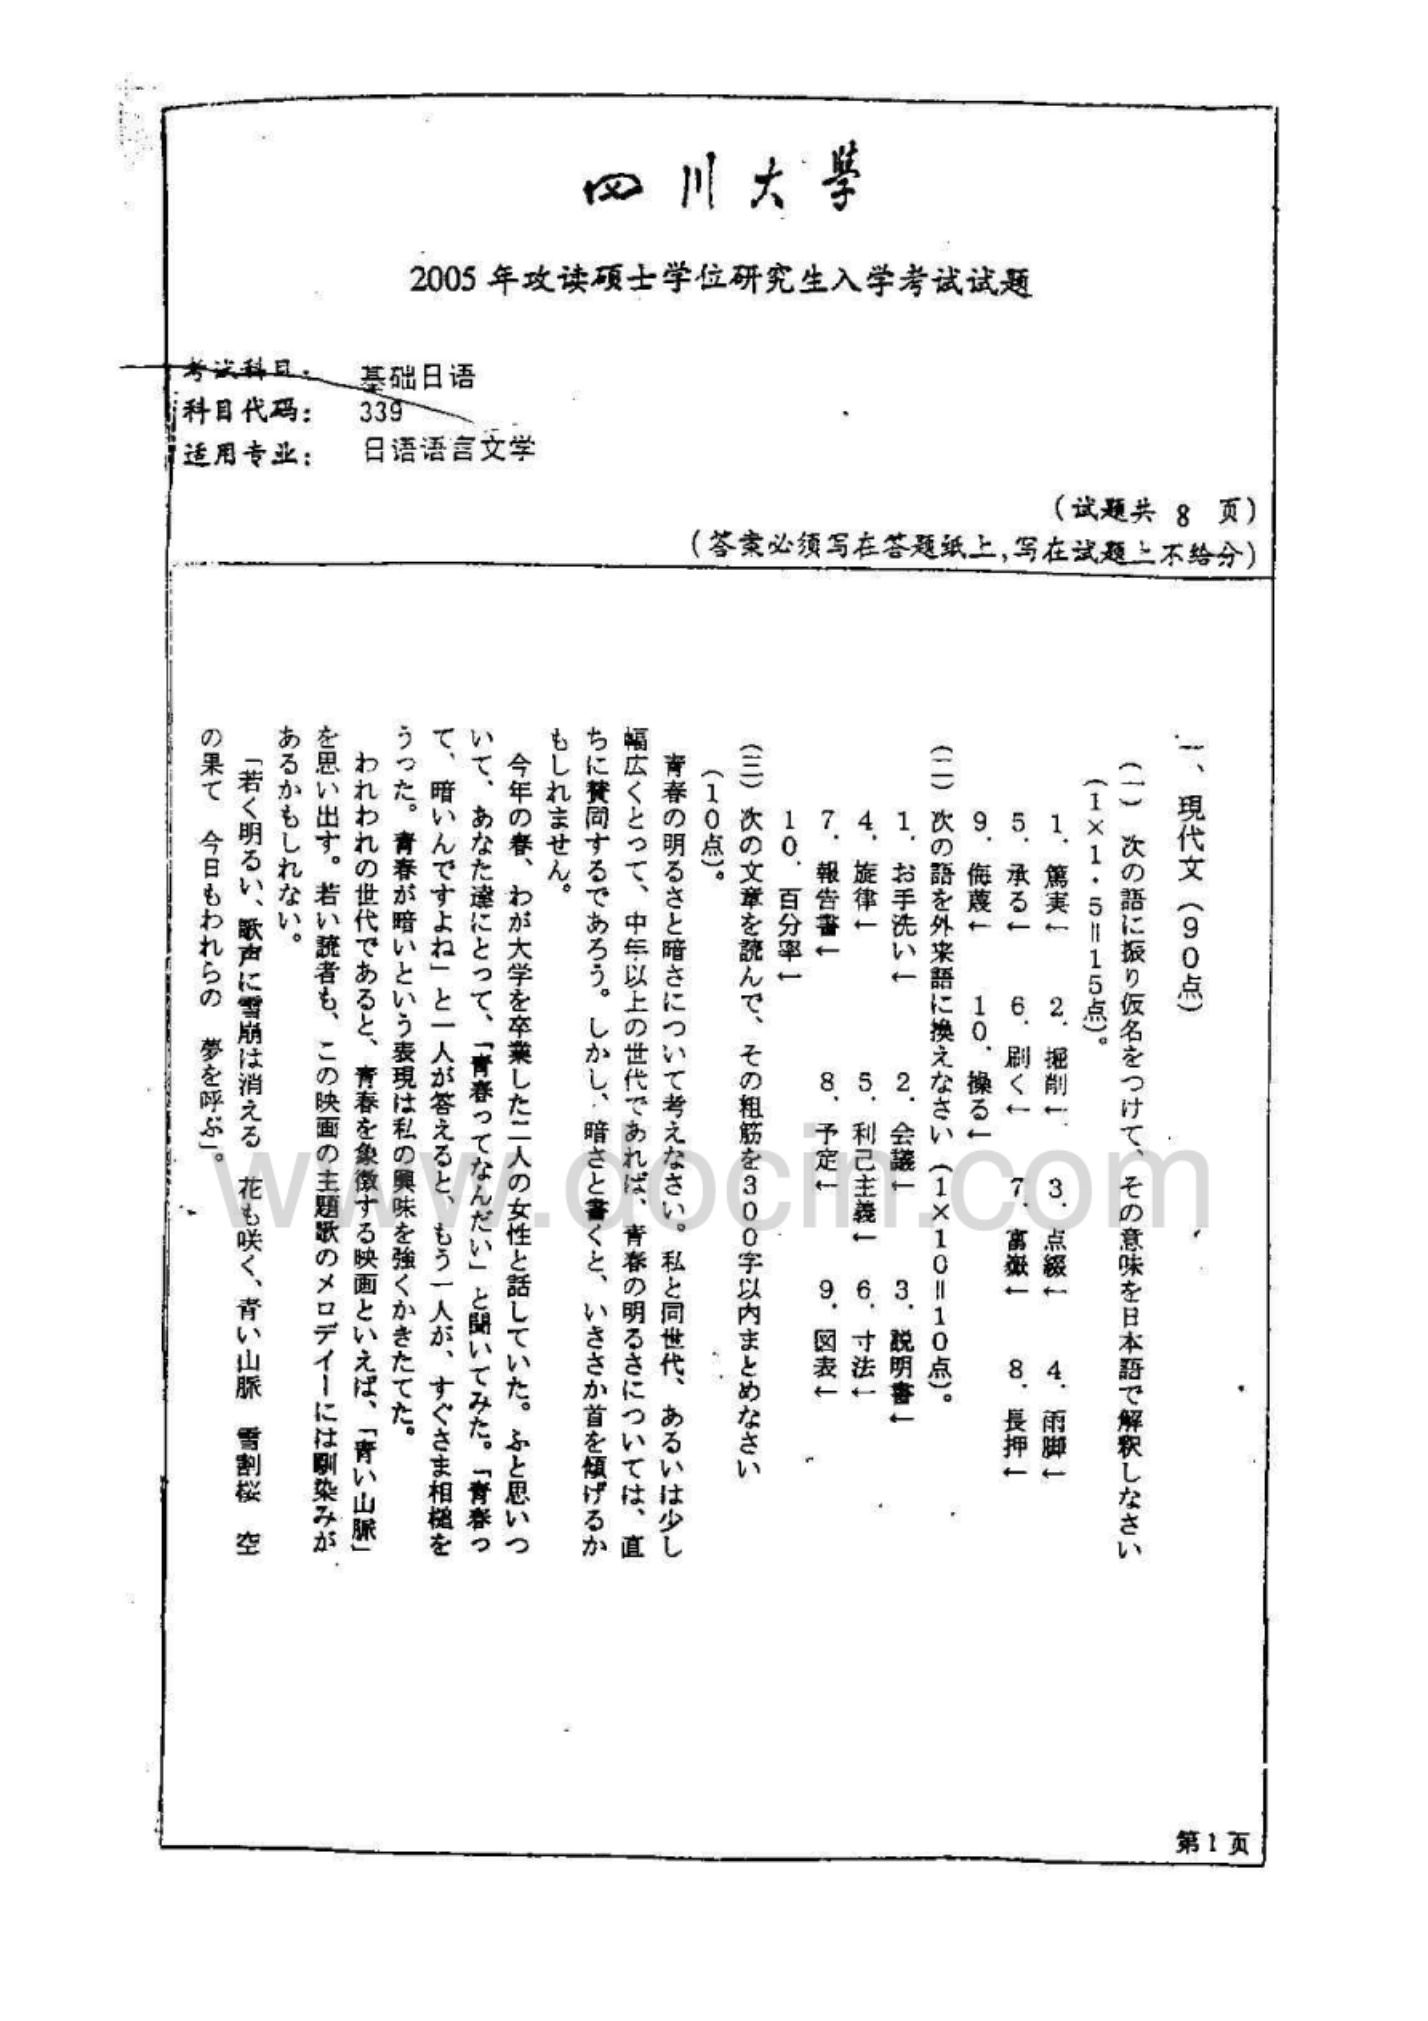 四川大學
2005年攻读硕士学位研究生入学考试试题
考试科目： 基础日语
科目代码： 339
适用专业： 日语语言文学
（试题共 8 页）
（答案必须写在答题纸上,写在试题上不给分）
一、現代文（90点）
（一）次の語に振り仮名をつけて、その意味を日本語で解釈しなさい
（1×1．5＝15点）。
1．篤実← 2．掘削← 3．点綴← 4．雨脚←
5．承る← 6．刷く← 7．富嶽← 8．長押←
9．侮蔑← 10．操る←
（二）次の語を外来語に換えなさい（1×10＝10点）。
1．お手洗い← 2．会議← 3．説明書←
4．旋律← 5．利己主義← 6．寸法←
7．報告書← 8．予定← 9．図表←
10．百分率←
（三）次の文章を読んで、その粗筋を300字以内まとめなさい
（10点）。
青春の明るさと暗さについて考えなさい。私と同世代、あるいは少し
幅広くとって、中年以上の世代であれば、青春の明るさについては、直
ちに賛同するであろう。しかし、暗さと書くと、いささか首を傾げるか
もしれません。
今年の春、わが大学を卒業した二人の女性と話していた。ふと思いつ
いて、あなた達にとって、「青春ってなんだい」と聞いてみた。「青春っ
て、暗いんですよね」と一人が答えると、もう一人が、すぐさま相槌を
うった。青春が暗いという表現は私の興味を強くかきたてた。
われわれの世代であると、青春を象徴する映画といえば、「青い山脈」
を思い出す。若い読者も、この映画の主題歌のメロデイーには馴染みが
あるかもしれない。
「若く明るい、歌声に雪崩は消える 花も咲く、青い山脈 雪割桜 空
の果て 今日もわれらの 夢を呼ぶ」。
第1页
www.docin.com